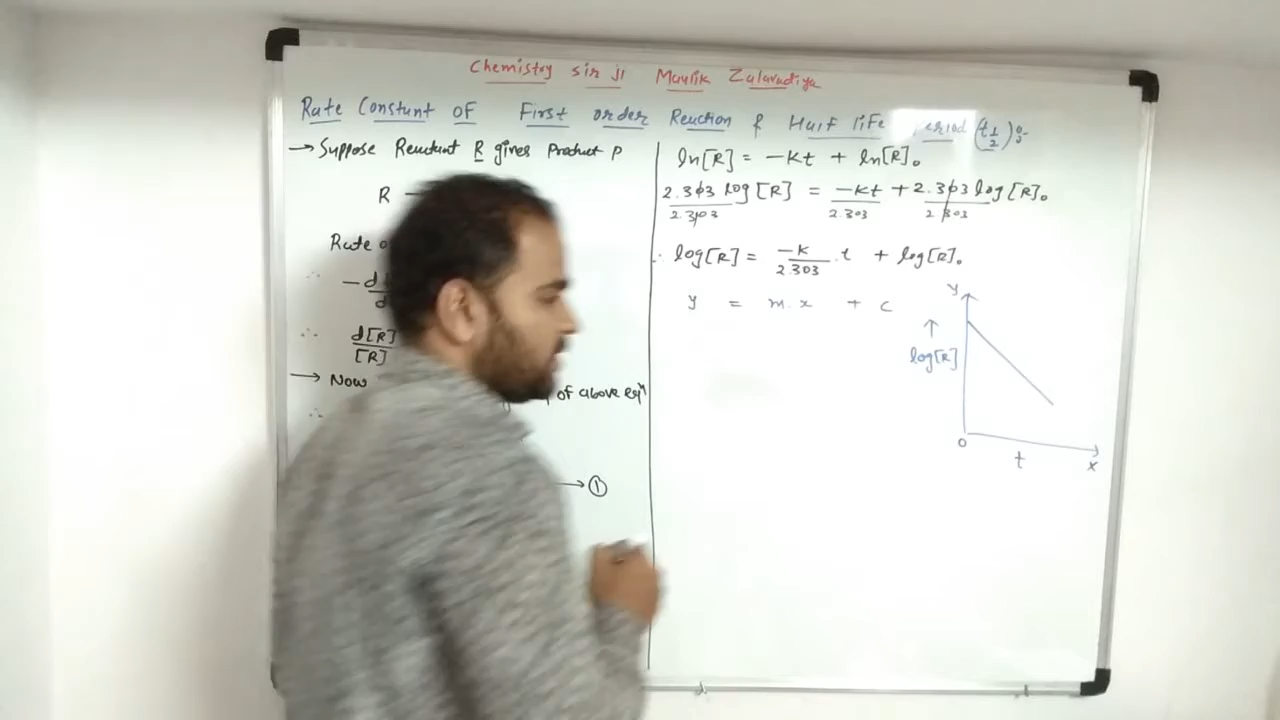 Chemistry sir ji Maulik Zalavadiya
Rate Constant OF First order Reaction & Half life Period (t1/2):-
→ Suppose Reactant R gives Product P
R
Rate
∴ -d
d
∴ d[R]
[R]
→ Now of above eqⁿ
∴
→ ①
ln[R] = -Kt + ln[R]₀
2.303 log[R] = -Kt + 2.303 log[R]₀
2.303 2.303 2.303
∴ log[R] = -K .t + log[R]₀
2.303
y = m.x + c
y
↑
log[R]
0
t
x